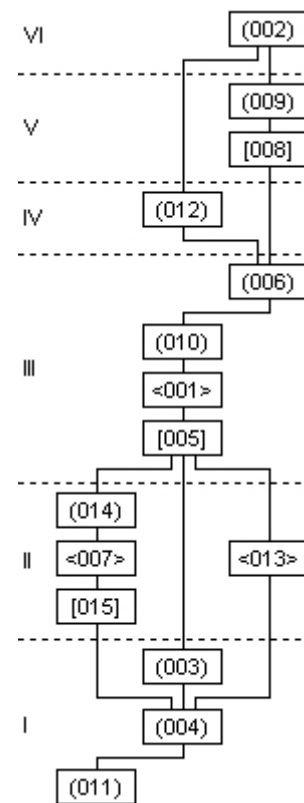 VI (002)
(009)
V [008]
IV (012)
(006)
(010)
III <001>
[005]
(014)
II <007> <013>
[015]
(003)
I (004)
(011)